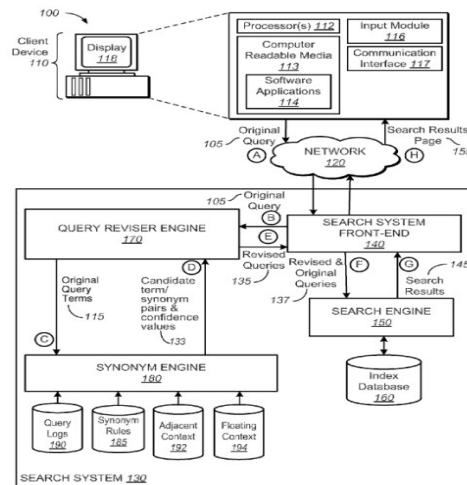 100
Client
Device
110
Display
118
Processor(s) 112
Computer
Readable Media
113
Software
Applications
114
Input Module
116
Communication
Interface 117
Original
105 Query
A
NETWORK
120
H
Search Results
Page
105 Original
Query
B
QUERY REVISER ENGINE
170
E
Revised
Queries
135
SEARCH SYSTEM
FRONT-END
140
D
Original
Query
Terms
115
Candidate
term/
synonym
pairs &
confidence
values
133
Revised &
Original
Queries
137
F
G
145
Search
Results
C
SEARCH ENGINE
150
SYNONYM ENGINE
180
Index
Database
160
Query
Logs
190
Synonym
Rules
185
Adjacent
Context
192
Floating
Context
194
SEARCH SYSTEM 130